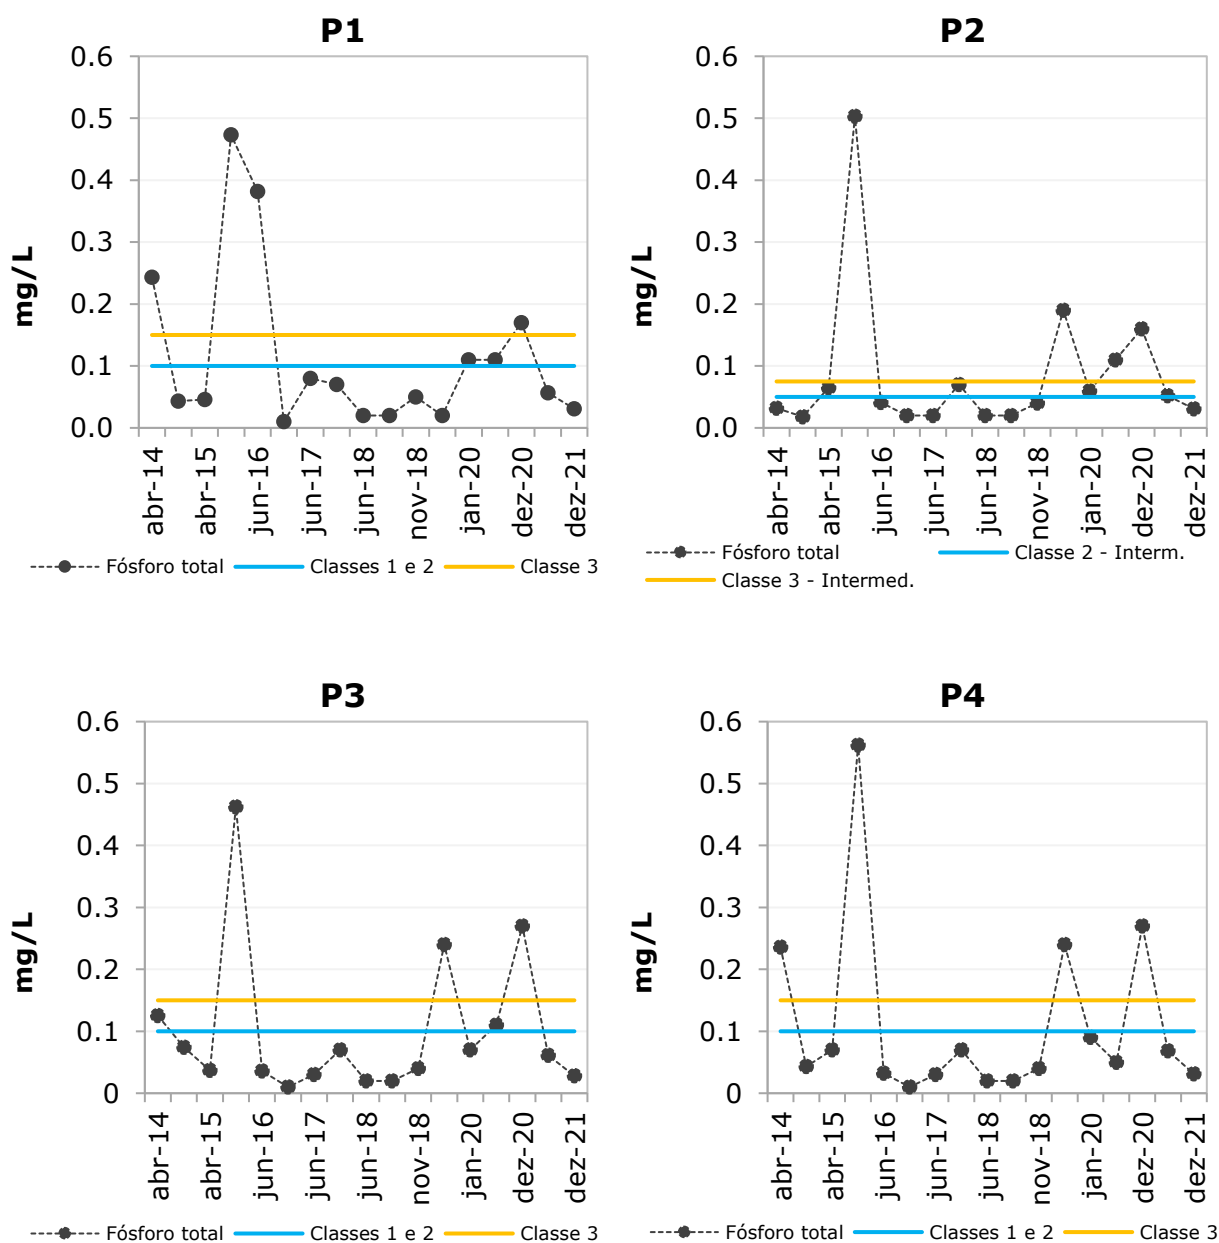 P1
0.6
0.5
0.4
0.3
0.2
0.1
0.0
mg/L
abr-14
abr-15
jun-16
jun-17
jun-18
nov-18
jan-20
dez-20
dez-21
Fósforo total Classes 1 e 2 Classe 3
P2
0.6
0.5
0.4
0.3
0.2
0.1
0.0
mg/L
abr-14
abr-15
jun-16
jun-17
jun-18
nov-18
jan-20
dez-20
dez-21
Fósforo total Classe 2 - Interm.
Classe 3 - Intermed.
P3
0.6
0.5
0.4
0.3
0.2
0.1
0
mg/L
abr-14
abr-15
jun-16
jun-17
jun-18
nov-18
jan-20
dez-20
dez-21
Fósforo total Classes 1 e 2 Classe 3
P4
0.6
0.5
0.4
0.3
0.2
0.1
0
mg/L
abr-14
abr-15
jun-16
jun-17
jun-18
nov-18
jan-20
dez-20
dez-21
Fósforo total Classes 1 e 2 Classe 3